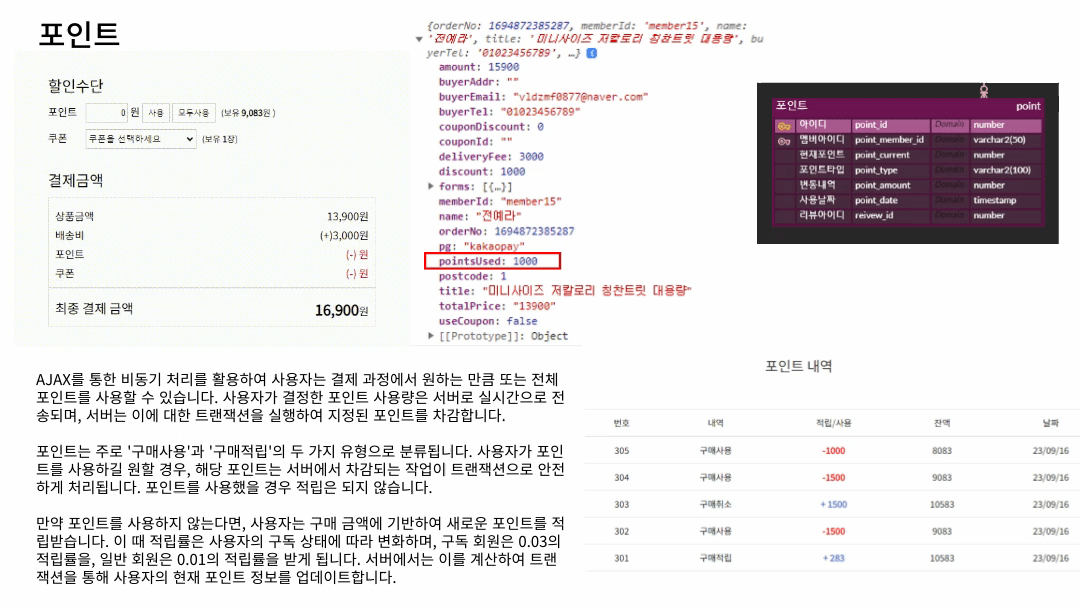 포인트
할인수단
포인트 0 원 사용 모두사용 (보유 9,083원 )
쿠폰 쿠폰을 선택하세요 (보유 1장)
결제금액
상품금액 13,900원
배송비 (+)3,000원
포인트 (-) 원
쿠폰 (-) 원
최종 결제 금액 16,900원
{orderNo: 1694872385287, memberId: 'member15', name:
'전예라', title: '미니사이즈 저칼로리 칭찬트릿 대용량', bu
yerTel: '01023456789', …}
amount: 15900
buyerAddr: ""
buyerEmail: "vldzmf0877@naver.com"
buyerTel: "01023456789"
couponDiscount: 0
couponId: ""
deliveryFee: 3000
discount: 1000
forms: [{…}]
memberId: "member15"
name: "전예라"
orderNo: 1694872385287
pg: "kakaopay"
pointsUsed: 1000
postcode: 1
title: "미니사이즈 저칼로리 칭찬트릿 대용량"
totalPrice: "13900"
useCoupon: false
[[Prototype]]: Object
포인트 point
아이디 point_id Domain number
멤버아이디 point_member_id Domain varchar2(50)
현재포인트 point_current Domain number
포인트타입 point_type Domain varchar2(100)
변동내역 point_amount Domain number
사용날짜 point_date Domain timestamp
리뷰아이디 reivew_id Domain number
AJAX를 통한 비동기 처리를 활용하여 사용자는 결제 과정에서 원하는 만큼 또는 전체
포인트를 사용할 수 있습니다. 사용자가 결정한 포인트 사용량은 서버로 실시간으로 전
송되며, 서버는 이에 대한 트랜잭션을 실행하여 지정된 포인트를 차감합니다.
포인트는 주로 '구매사용'과 '구매적립'의 두 가지 유형으로 분류됩니다. 사용자가 포인
트를 사용하길 원할 경우, 해당 포인트는 서버에서 차감되는 작업이 트랜잭션으로 안전
하게 처리됩니다. 포인트를 사용했을 경우 적립은 되지 않습니다.
만약 포인트를 사용하지 않는다면, 사용자는 구매 금액에 기반하여 새로운 포인트를 적
립받습니다. 이 때 적립률은 사용자의 구독 상태에 따라 변화하며, 구독 회원은 0.03의
적립률을, 일반 회원은 0.01의 적립률을 받게 됩니다. 서버에서는 이를 계산하여 트랜
잭션을 통해 사용자의 현재 포인트 정보를 업데이트합니다.
포인트 내역
번호 내역 적립/사용 잔액 날짜
305 구매사용 -1000 8083 23/09/16
304 구매사용 -1500 9083 23/09/16
303 구매취소 +1500 10583 23/09/16
302 구매사용 -1500 9083 23/09/16
301 구매적립 +283 10583 23/09/16